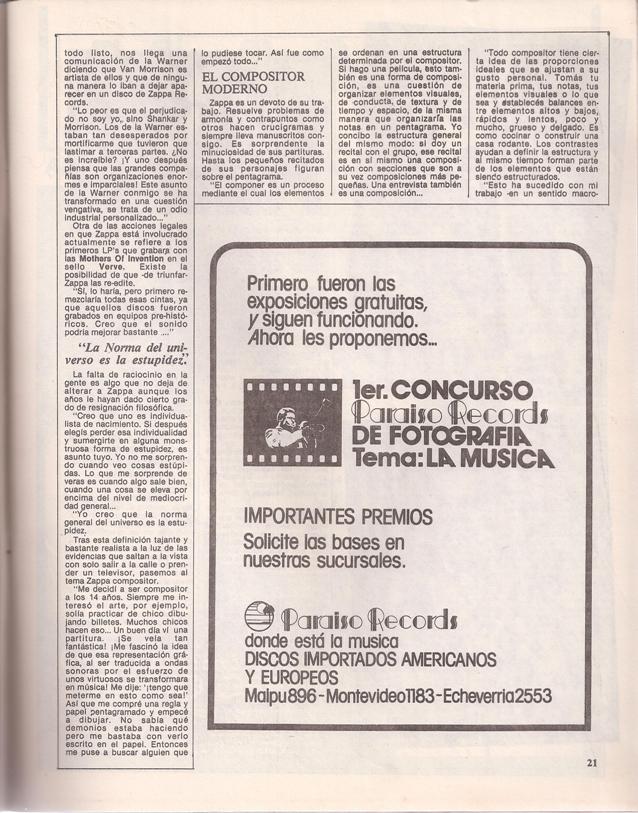 todo listo, nos llega una
comunicación de la Warner
diciendo que Van Morrison es
artista de ellos y que de ningu-
na manera lo iban a dejar apa-
recer en un disco de Zappa Re-
cords.
"Lo peor es que el perjudica-
do no soy yo, sino Shankar y
Morrison. Los de la Warner es-
taban tan desesperados por
mortificarme que tuvieron que
lastimar a terceras partes. ¿No
es increíble? ¡Y uno después
piensa que las grandes compa-
ñías son organizaciones enor-
mes e imparciales! Este asunto
de la Warner conmigo se ha
transformado en una cuestión
vengativa, se trata de un odio
industrial personalizado..."
Otra de las acciones legales
en que Zappa está involucrado
actualmente se refiere a los
primeros LP's que grabara con
las Mothers Of Invention en el
sello Verve. Existe la
posibilidad de que -de triunfar-
Zappa las re-edite.
"Sí, lo haría, pero primero re-
mezclaría todas esas cintas, ya
que aquellos discos fueron
grabados en equipos pre-histó-
ricos. Creo que el sonido
podría mejorar bastante ...."
"La Norma del uni-
verso es la estupidez."
La falta de raciocinio en la
gente es algo que no deja de
alterar a Zappa aunque los
años le hayan dado cierto gra-
do de resignación filosófica.
"Creo que uno es individua-
lista de nacimiento. Si después
elegís perder esa individualidad
y sumergirte en alguna mons-
truosa forma de estupidez, es
asunto tuyo. Yo no me sorpren-
do cuando veo cosas estúpi-
das. Lo que me sorprende de
veras es cuando algo sale bien,
cuando una cosa se eleva por
encima del nivel de mediocri-
dad general...
"Yo creo que la norma
general del universo es la estu-
pidez.
Tras esta definición tajante y
bastante realista a la luz de las
evidencias que saltan a la vista
con solo salir a la calle o pren-
der un televisor, pasemos al
tema Zappa compositor.
"Me decidí a ser compositor
a los 14 años. Siempre me in-
teresó el arte, por ejemplo,
solía practicar de chico dibu-
jando billetes. Muchos chicos
hacen eso... Un buen día ví una
partitura. ¡Se veía tan
fantástica! ¡Me fascinó la idea
de que esa representación grá-
fica, al ser traducida a ondas
sonoras por el esfuerzo de
unos virtuosos se transformara
en música! Me dije: '¡tengo que
meterme en esto como sea!'
Así que me compré una regla y
papel pentagramado y empecé
a dibujar. No sabía qué
demonios estaba haciendo
pero me bastaba con verlo
escrito en el papel. Entonces
me puse a buscar alguien que
lo pudiese tocar. Así fue como
empezó todo..."
EL COMPOSITOR
MODERNO
Zappa es un devoto de su tra-
bajo. Resuelve problemas de
armonía y contrapuntos como
otros hacen crucigramas y
siempre lleva manuscritos con-
sigo. Es sorprendente la
minuciosidad de sus partituras.
Hasta los pequeños recitados
de sus personajes figuran
sobre el pentagrama.
"El componer es un proceso
mediante el cual los elementos
se ordenan en una estructura
determinada por el compositor.
Si hago una película, esto tam-
bién es una forma de composi-
ción, es una cuestión de
organizar elementos visuales,
de conducta, de textura y de
tiempo y espacio, de la misma
manera que organizaría las
notas en un pentagrama. Yo
concibo la estructura general
del mismo modo: si doy un
recital con el grupo, ese recital
es en sí mismo una composi-
ción con secciones que son a
su vez composiciones más pe-
queñas. Una entrevista también
es una composición...
"Todo compositor tiene cier-
ta idea de las proporciones
ideales que se ajustan a su
gusto personal. Tomás tu
materia prima, tus notas, tus
elementos visuales o lo que
sea y establecés balances en-
tre elementos altos y bajos,
rápidos y lentos, poco y
mucho, grueso y delgado. Es
como cocinar o construir una
casa rodante. Los contrastes
ayudan a definir la estructura y
al mismo tiempo forman parte
de los elementos que están
siendo estructurados.
"Esto ha sucedido con mi
trabajo -en un sentido macro-
Primero fueron las
exposiciones gratuitas,
y siguen funcionando.
Ahora les proponemos...
1er. CONCURSO
Paraiso Records
DE FOTOGRAFIA
Tema: LA MUSICA
IMPORTANTES PREMIOS
Solicite las bases en
nuestras sucursales.
Paraiso Records
donde está la musica
DISCOS IMPORTADOS AMERICANOS
Y EUROPEOS
Maipu 896 - Montevideo 1183 - Echeverria 2553
21